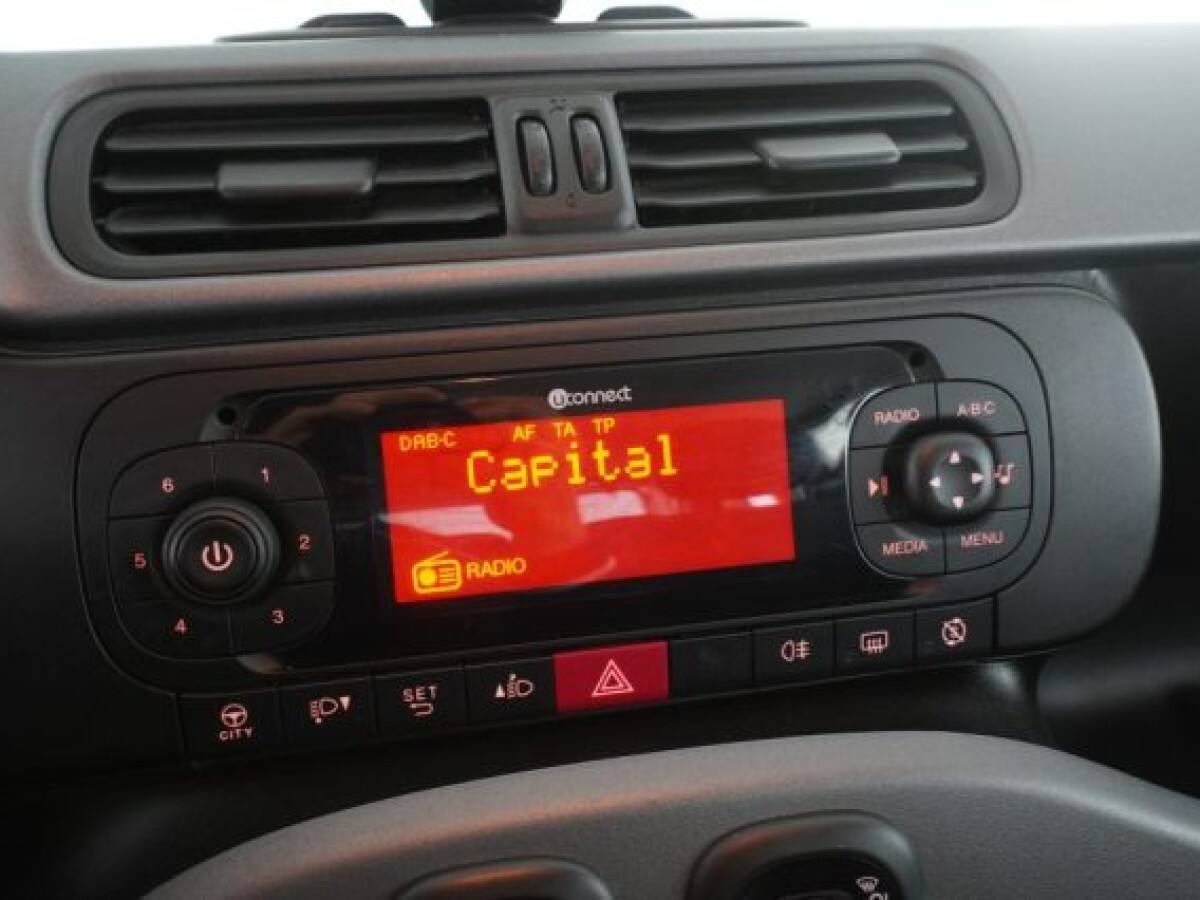 uconnect
DAB-C AF TA TP
Capital
RADIO
6 1
5 2
4 3
RADIO A·B·C
MEDIA MENU
CITY
SET